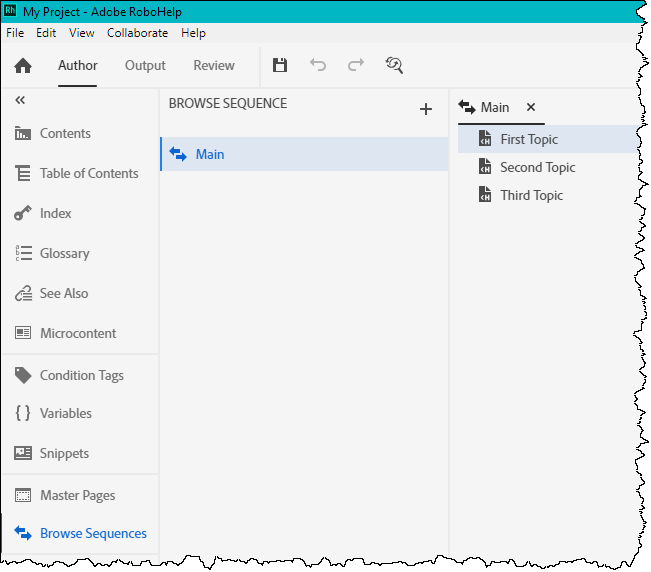 Rh My Project - Adobe RoboHelp
File Edit View Collaborate Help
Author Output Review
BROWSE SEQUENCE
Main
Main
First Topic
Second Topic
Third Topic
Contents
Table of Contents
Index
Glossary
See Also
Microcontent
Condition Tags
Variables
Snippets
Master Pages
Browse Sequences